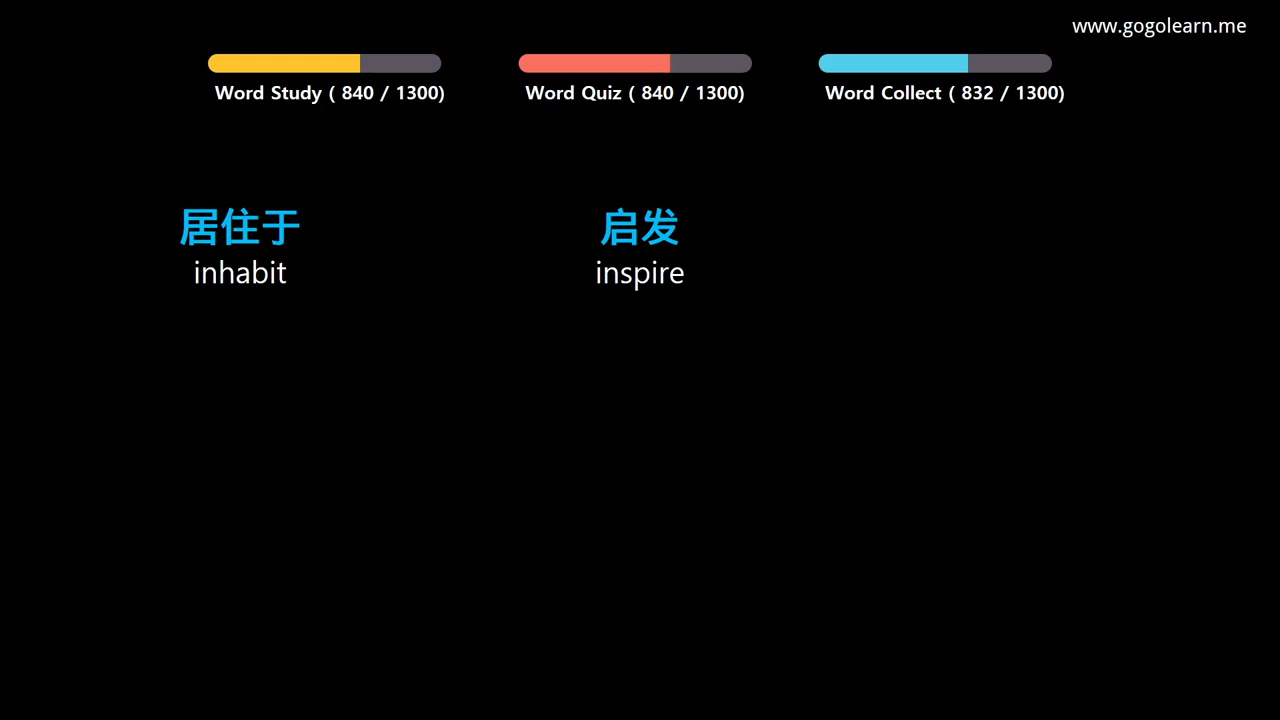 www.gogolearn.me
Word Study ( 840 / 1300)
Word Quiz ( 840 / 1300)
Word Collect ( 832 / 1300)
居住于
inhabit
启发
inspire